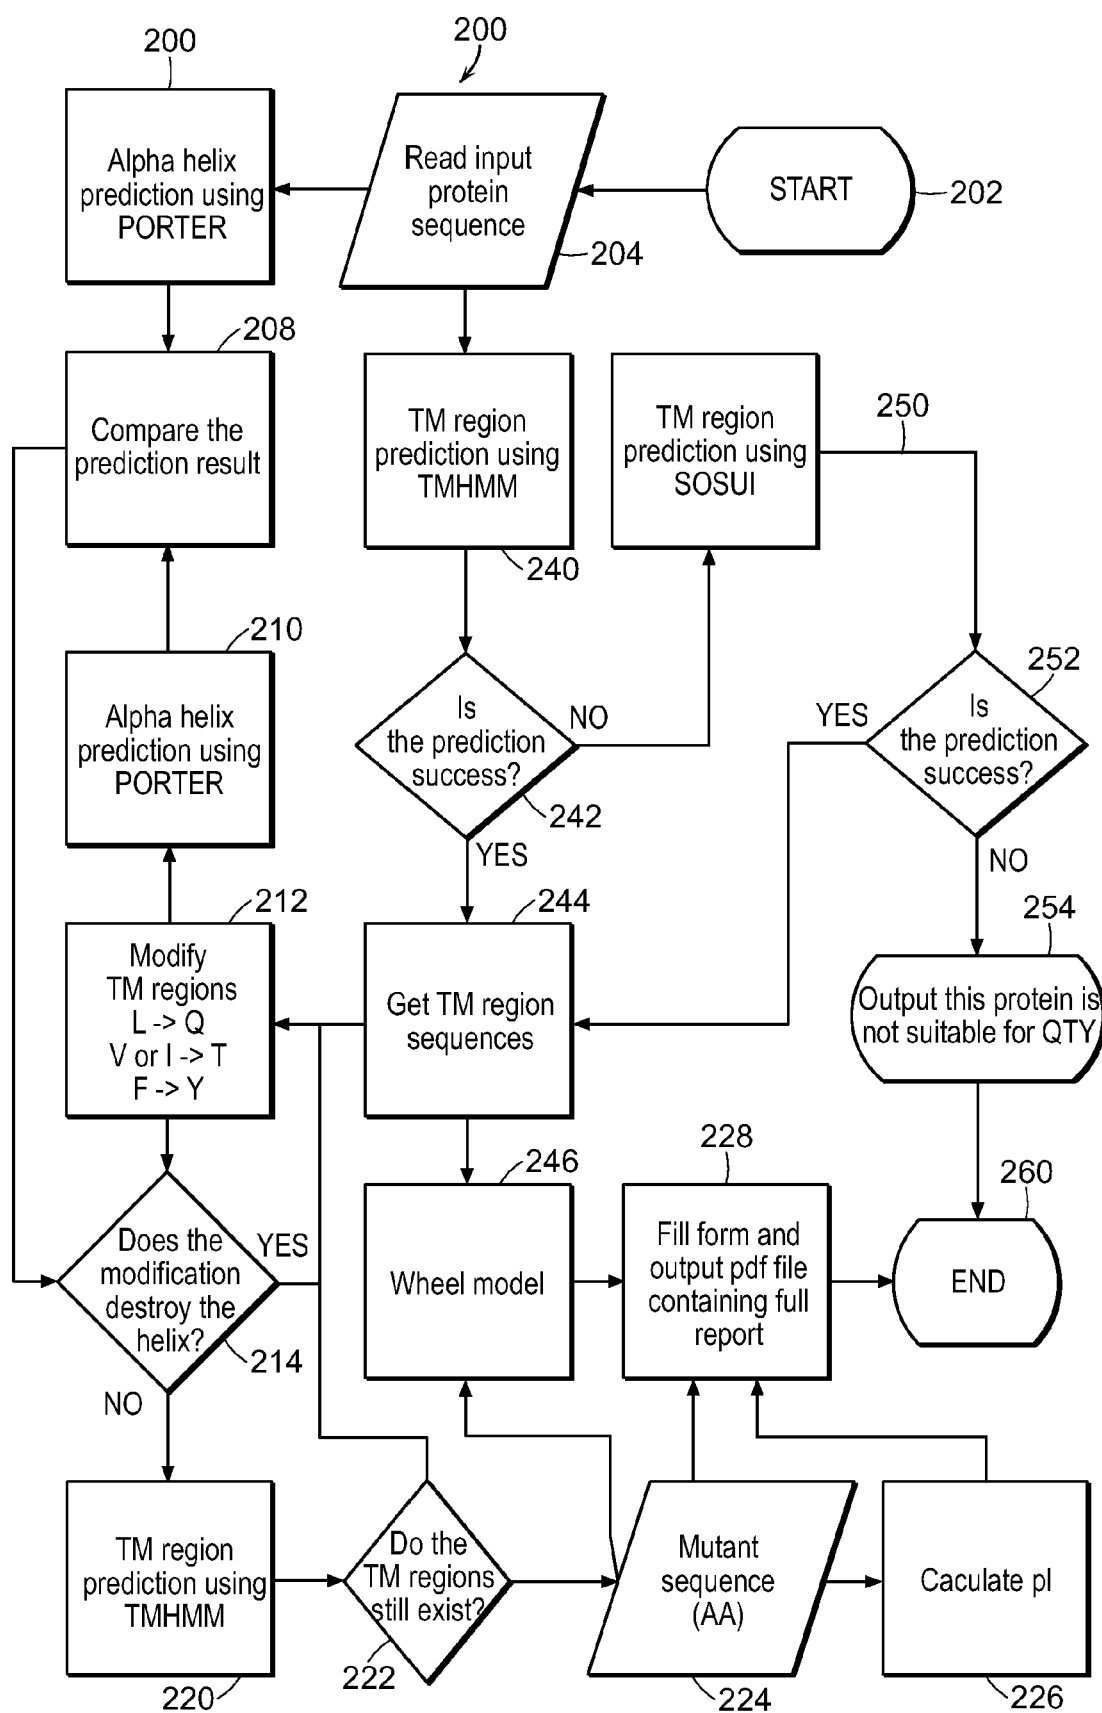 200
200
Alpha helix
prediction using
PORTER
Read input
protein
sequence
204
START
202
208
Compare the
prediction result
TM region
prediction using
TMHMM
240
TM region
prediction using
SOSUI
250
210
Alpha helix
prediction using
PORTER
Is
the prediction
success?
NO
242
YES
252
YES
Is
the prediction
success?
NO
212
Modify
TM regions
L -> Q
V or I -> T
F -> Y
244
Get TM region
sequences
254
Output this protein is
not suitable for QTY
246
Wheel model
228
Fill form and
output pdf file
containing full
report
260
END
Does the
modification
destroy the
helix?
YES
214
NO
TM region
prediction using
TMHMM
220
Do the
TM regions
still exist?
222
Mutant
sequence
(AA)
224
Caculate pl
226